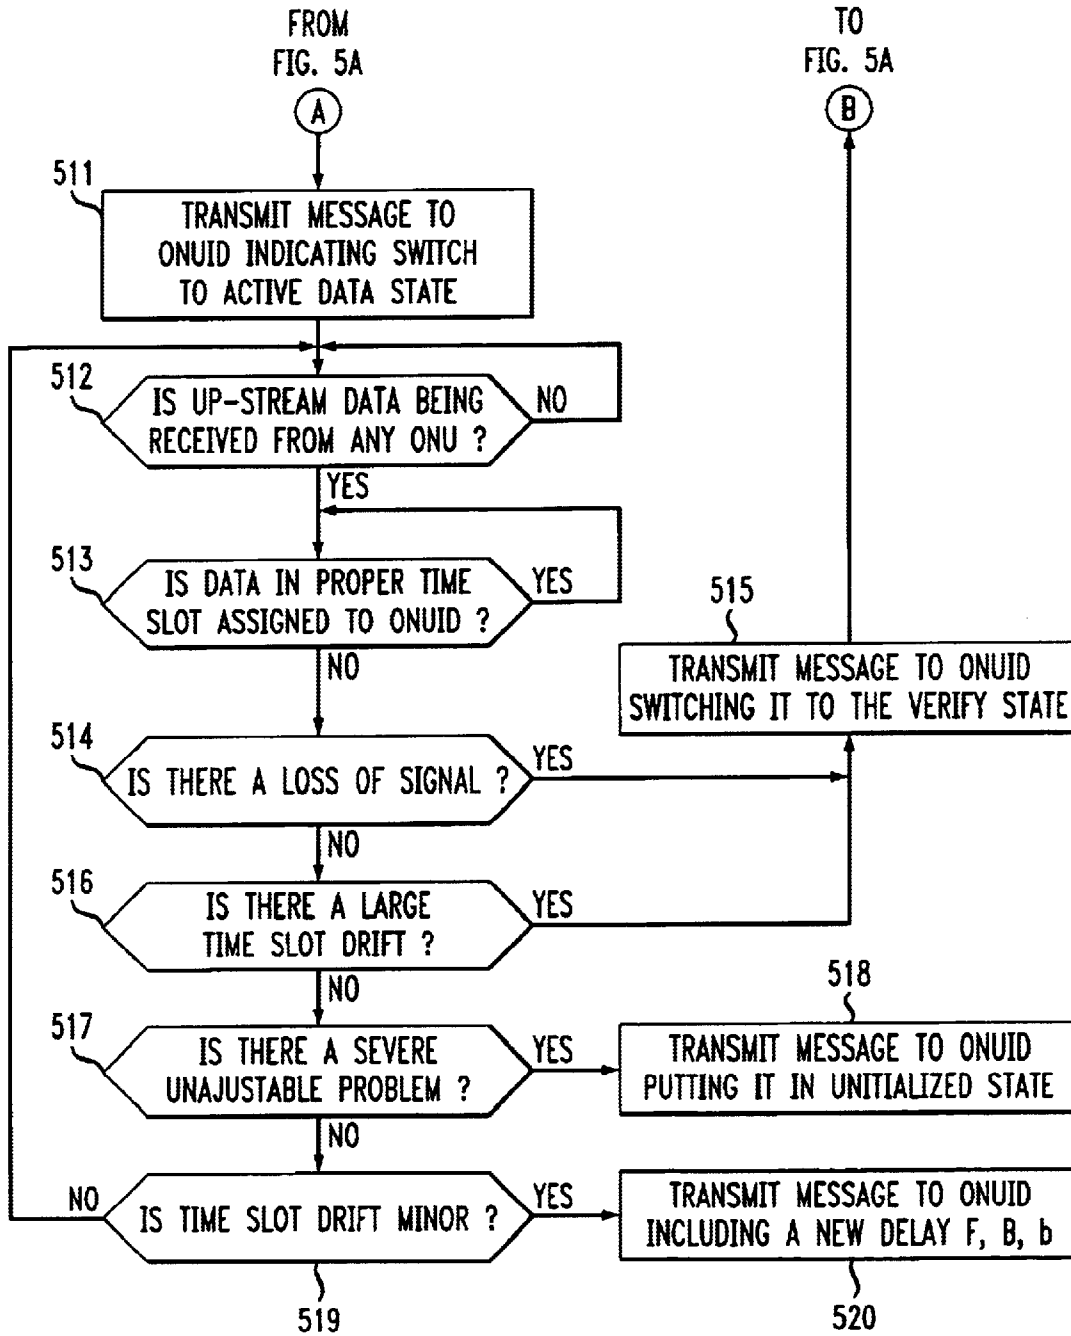 FROM
FIG. 5A
A
TO
FIG. 5A
B
511
TRANSMIT MESSAGE TO
ONUID INDICATING SWITCH
TO ACTIVE DATA STATE
512
IS UP-STREAM DATA BEING
RECEIVED FROM ANY ONU ?
NO
YES
513
IS DATA IN PROPER TIME
SLOT ASSIGNED TO ONUID ?
YES
NO
515
TRANSMIT MESSAGE TO ONUID
SWITCHING IT TO THE VERIFY STATE
514
IS THERE A LOSS OF SIGNAL ?
YES
NO
516
IS THERE A LARGE
TIME SLOT DRIFT ?
YES
NO
517
IS THERE A SEVERE
UNAJUSTABLE PROBLEM ?
YES
NO
518
TRANSMIT MESSAGE TO ONUID
PUTTING IT IN UNITIALIZED STATE
NO
IS TIME SLOT DRIFT MINOR ?
YES
519
TRANSMIT MESSAGE TO ONUID
INCLUDING A NEW DELAY F, B, b
520